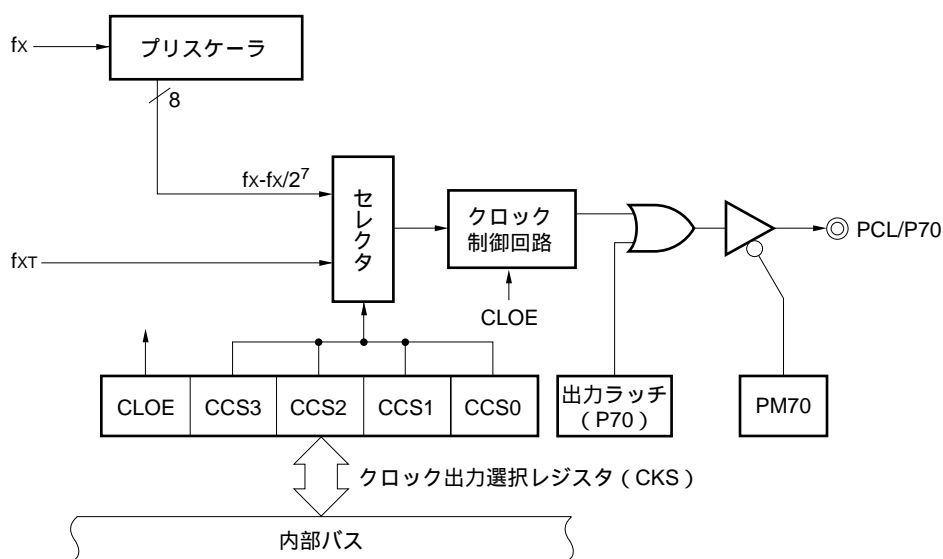 fX
プリスケーラ
8
fX-fX/2⁷
セレクタ
クロック
制御回路
PCL/P70
fXT
CLOE
CLOE
CCS3
CCS2
CCS1
CCS0
出力ラッチ
(P70)
PM70
クロック出力選択レジスタ(CKS)
内部バス